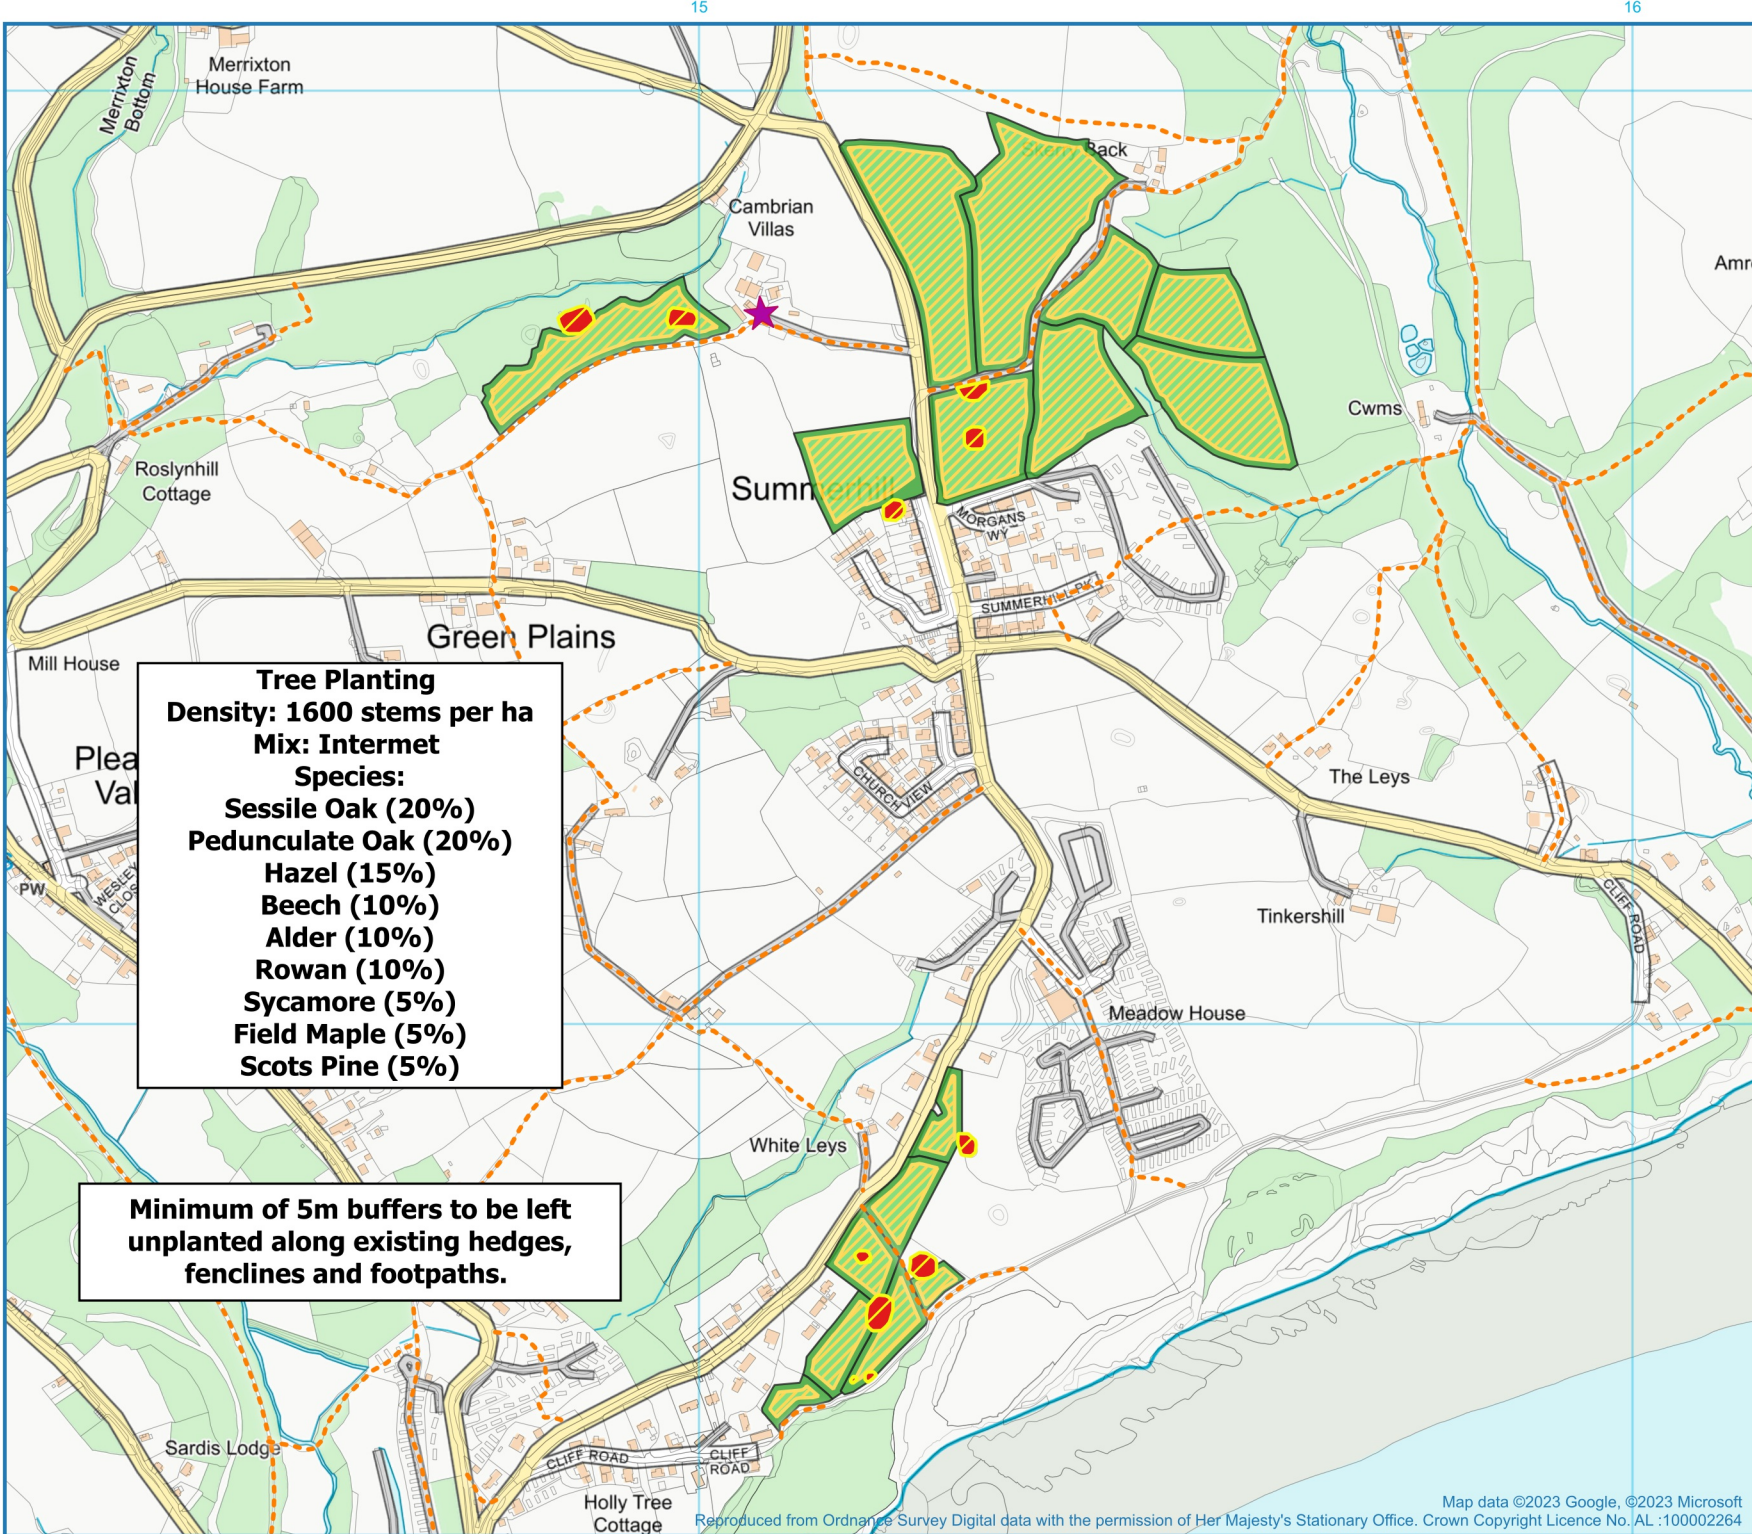 15
16
Merrixton
Bottom
Merrixton
House Farm
Skerry Back
Cambrian
Villas
Amr
Cwms
Roslynhill
Cottage
Summerhill
MORGANS
WY
SUMMERHILL PK
Green Plains
Mill House
Tree Planting
Density: 1600 stems per ha
Mix: Intermet
Species:
Sessile Oak (20%)
Pedunculate Oak (20%)
Hazel (15%)
Beech (10%)
Alder (10%)
Rowan (10%)
Sycamore (5%)
Field Maple (5%)
Scots Pine (5%)
Plea
Val
CHURCH VIEW
The Leys
PW
WESLEY
CLOS
Tinkershill
CLIFF ROAD
Meadow House
White Leys
Minimum of 5m buffers to be left
unplanted along existing hedges,
fenclines and footpaths.
Sardis Lodge
CLIFF ROAD
CLIFF
ROAD
Holly Tree
Cottage
Map data ©2023 Google, ©2023 Microsoft
Reproduced from Ordnance Survey Digital data with the permission of Her Majesty's Stationary Office. Crown Copyright Licence No. AL :100002264